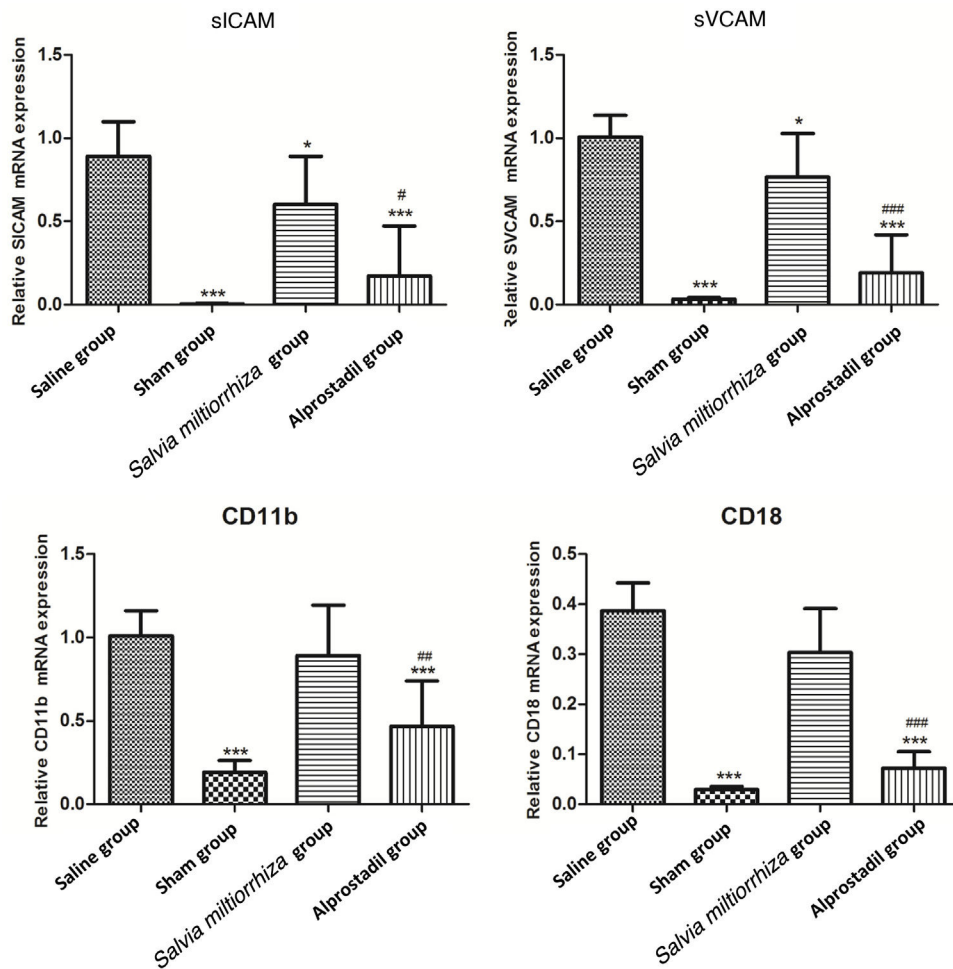 sICAM
Relative SICAM mRNA expression
1.5
1.0
0.5
0.0
*
#
***
***
Saline group
Sham group
Salvia miltiorrhiza group
Alprostadil group
sVCAM
Relative SVCAM mRNA expression
1.5
1.0
0.5
0.0
*
###
***
***
Saline group
Sham group
Salvia miltiorrhiza group
Alprostadil group
CD11b
Relative CD11b mRNA expression
1.5
1.0
0.5
0.0
##
***
***
Saline group
Sham group
Salvia miltiorrhiza group
Alprostadil group
CD18
Relative CD18 mRNA expression
0.5
0.4
0.3
0.2
0.1
0.0
###
***
***
Saline group
Sham group
Salvia miltiorrhiza group
Alprostadil group